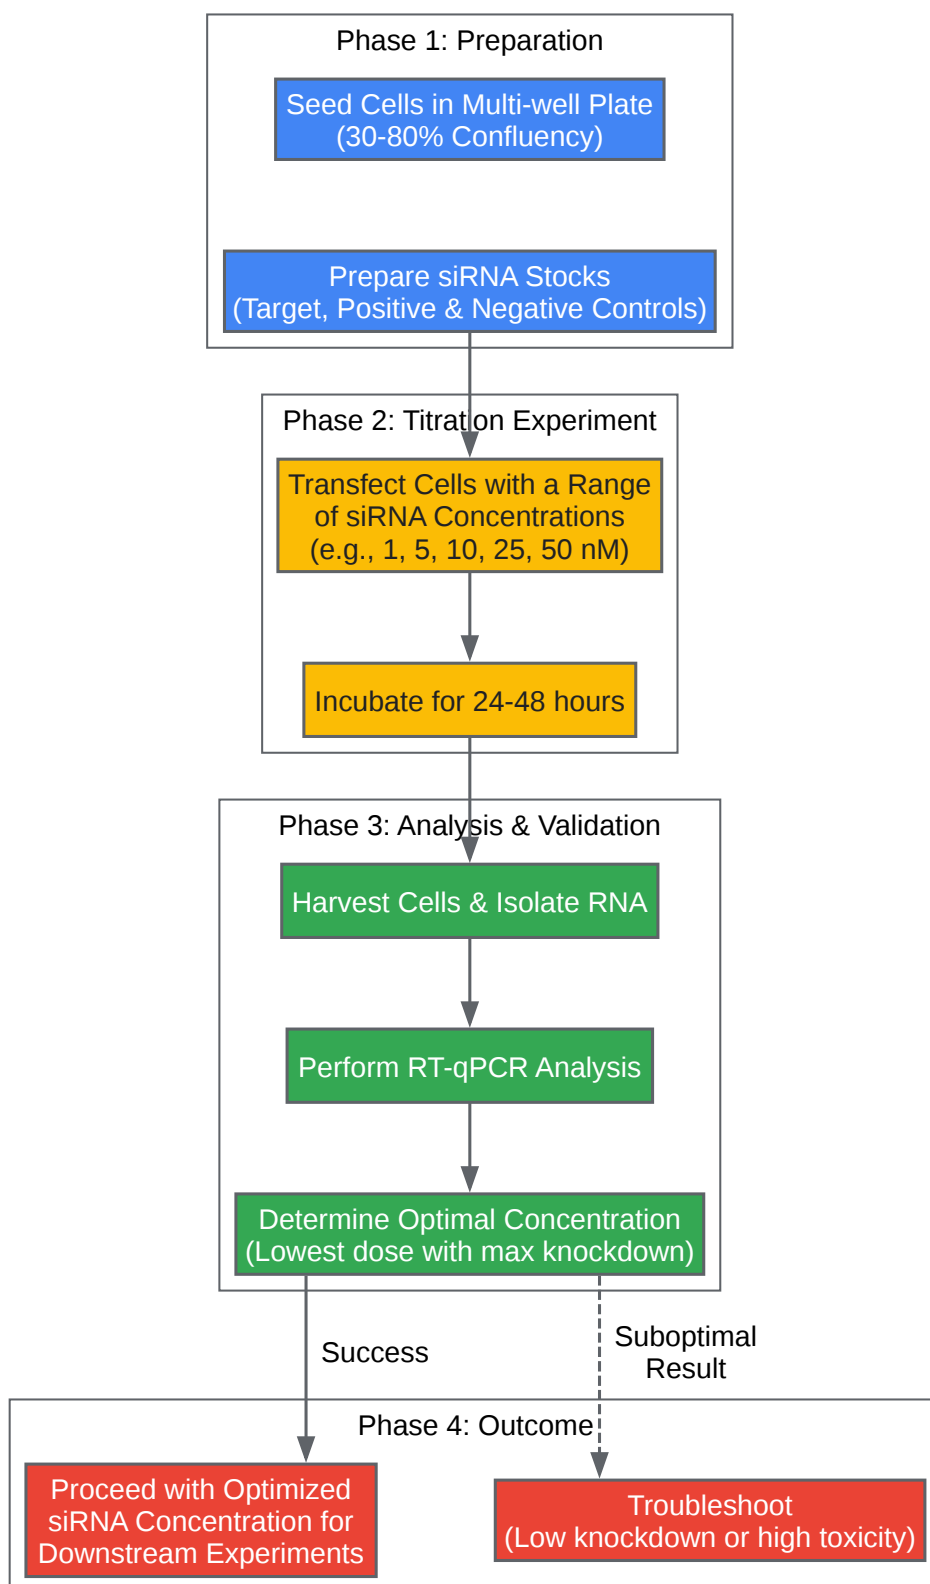 Phase 1: Preparation
Seed Cells in Multi-well Plate
(30-80% Confluency)
Prepare siRNA Stocks
(Target, Positive & Negative Controls)
Phase 2: Titration Experiment
Transfect Cells with a Range
of siRNA Concentrations
(e.g., 1, 5, 10, 25, 50 nM)
Incubate for 24-48 hours
Phase 3: Analysis & Validation
Harvest Cells & Isolate RNA
Perform RT-qPCR Analysis
Determine Optimal Concentration
(Lowest dose with max knockdown)
Success
Suboptimal
Result
Phase 4: Outcome
Proceed with Optimized
siRNA Concentration for
Downstream Experiments
Troubleshoot
(Low knockdown or high toxicity)